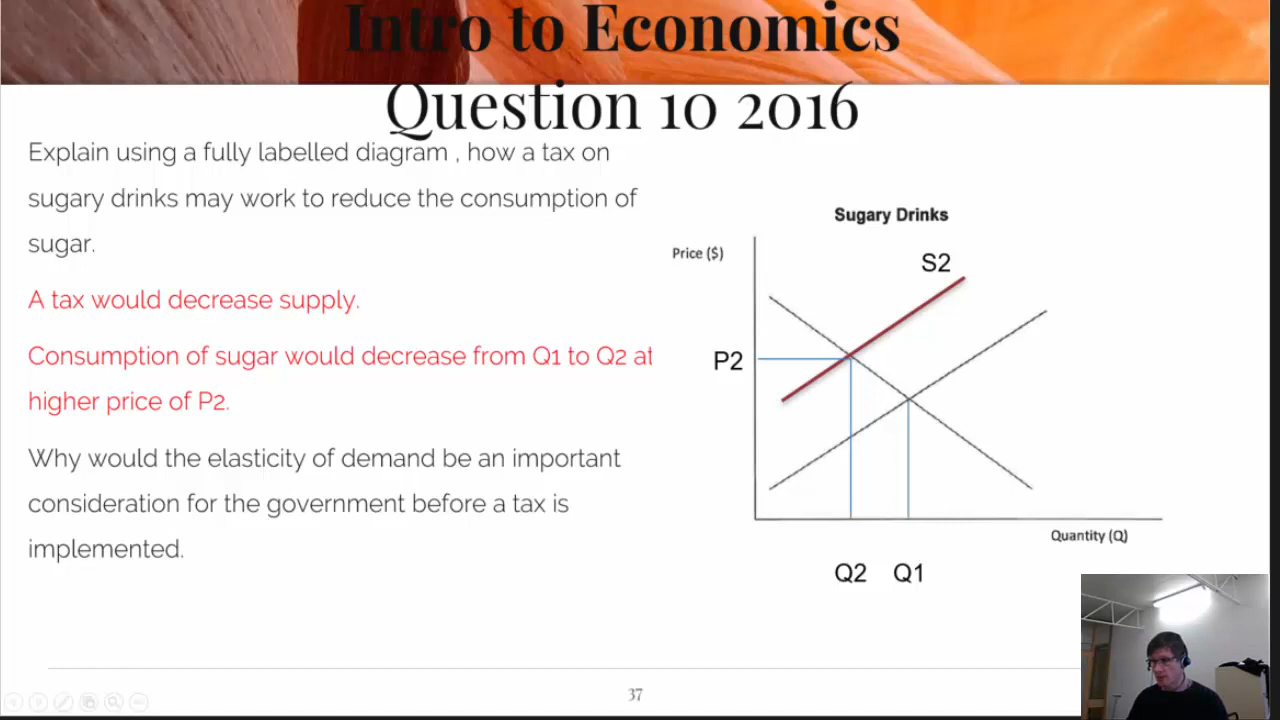 Intro to Economics
Question 10 2016
Explain using a fully labelled diagram , how a tax on
sugary drinks may work to reduce the consumption of
sugar.
A tax would decrease supply.
Consumption of sugar would decrease from Q1 to Q2 at
higher price of P2.
Why would the elasticity of demand be an important
consideration for the government before a tax is
implemented.
Sugary Drinks
Price ($)
S2
P2
Quantity (Q)
Q2 Q1
37